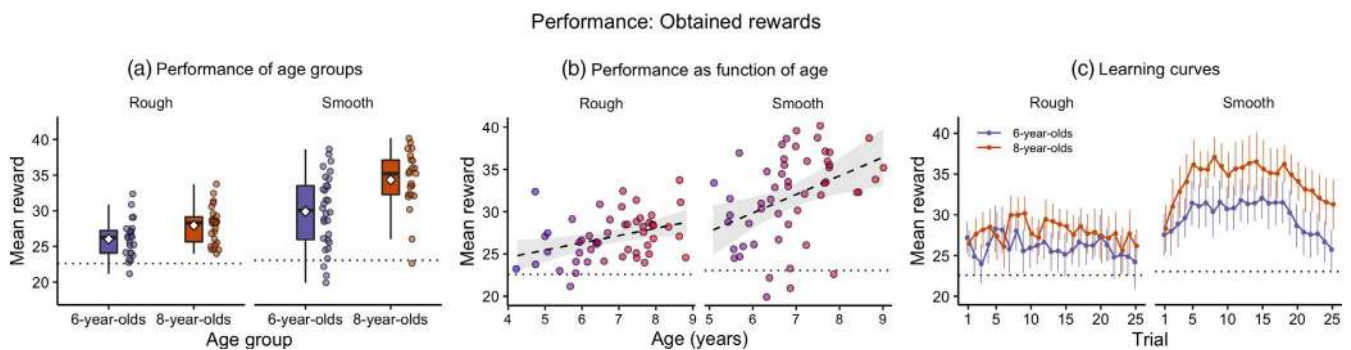 Performance: Obtained rewards
(a) Performance of age groups
Rough Smooth
Mean reward
40
35
30
25
20
6-year-olds 8-year-olds 6-year-olds 8-year-olds
Age group
(b) Performance as function of age
Rough Smooth
Mean reward
40
35
30
25
20
4 5 6 7 8 9 5 6 7 8 9
Age (years)
(c) Learning curves
Rough Smooth
Mean reward
40
35
30
25
20
6-year-olds
8-year-olds
1 5 10 15 20 25 1 5 10 15 20 25
Trial